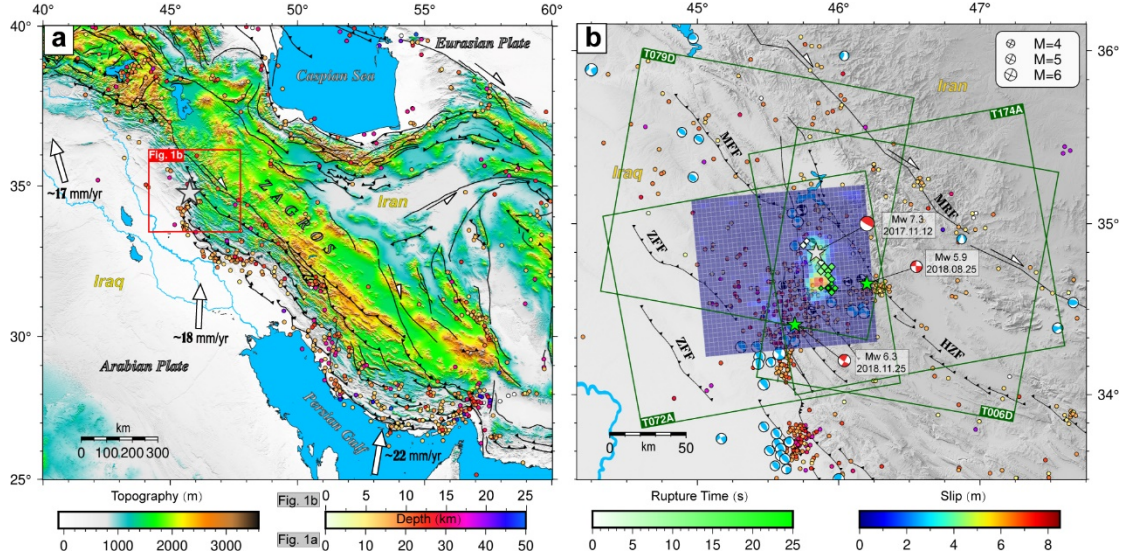 40° 45° 50° 55° 60°
a
Eurasian Plate
Caspian Sea
40°
35°
30°
25°
Fig. 1b
~17 mm/yr
ZAGROS
Iran
Iraq
~18 mm/yr
Arabian Plate
Persian Gulf
~22 mm/yr
km
0 100 200 300
45° 46° 47°
b
M=4
M=5
M=6
36°
35°
34°
T079D
T174A
Iran
Iraq
MFF
MRF
ZFF
Mw 7.3
2017.11.12
Mw 5.9
2018.08.25
ZFF
HZF
Mw 6.3
2018.11.25
T072A
T006D
0 km 50
Topography (m)
0 1000 2000 3000
Fig. 1b
0 5 10 15 20 25
Depth (km)
Fig. 1a
0 10 20 30 40 50
Rupture Time (s)
0 5 10 15 20 25
Slip (m)
0 2 4 6 8